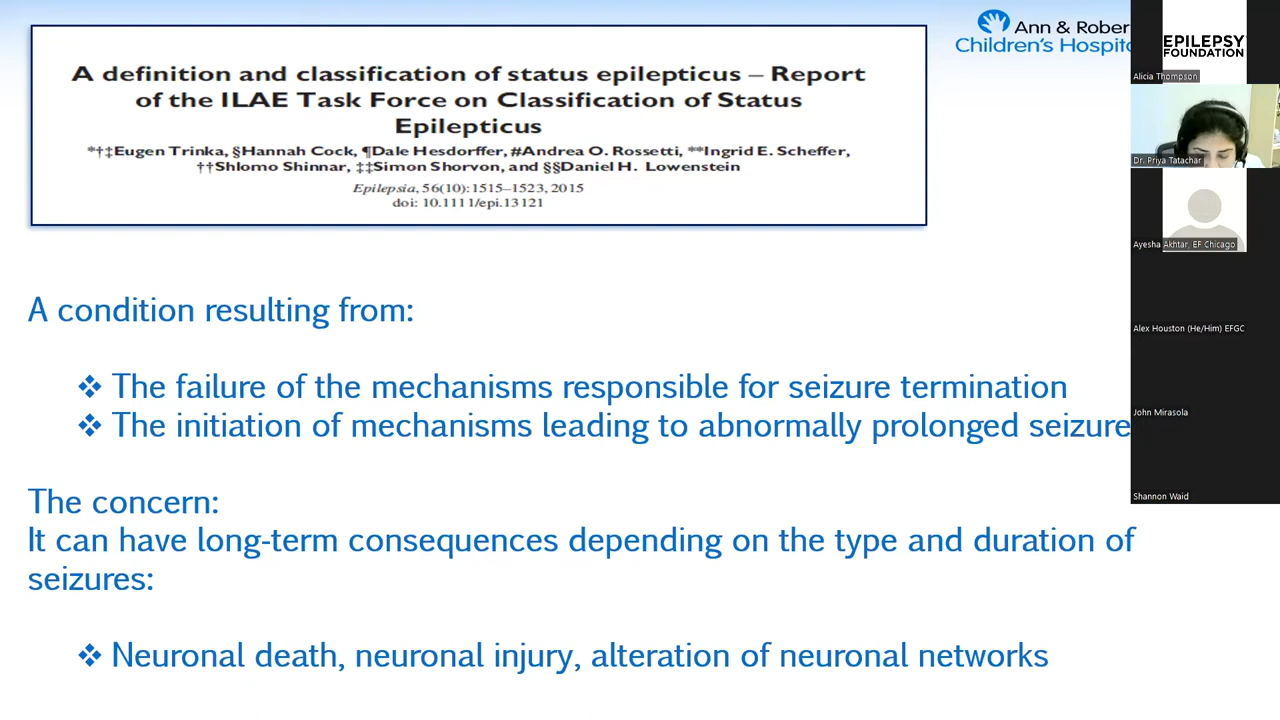 A definition and classification of status epilepticus – Report
of the ILAE Task Force on Classification of Status
Epilepticus
*†‡Eugen Trinka, §Hannah Cock, ¶Dale Hesdorffer, #Andrea O. Rossetti, **Ingrid E. Scheffer,
††Shlomo Shinnar, ‡‡Simon Shorvon, and §§Daniel H. Lowenstein
Epilepsia, 56(10):1515–1523, 2015
doi: 10.1111/epi.13121
Ann & Rober
Children's Hospita
A condition resulting from:
❖ The failure of the mechanisms responsible for seizure termination
❖ The initiation of mechanisms leading to abnormally prolonged seizure
The concern:
It can have long-term consequences depending on the type and duration of
seizures:
❖ Neuronal death, neuronal injury, alteration of neuronal networks
EPILEPSY
FOUNDATION
Alicia Thompson
Dr. Priya Tatachar
Ayesha Akhtar, EF Chicago
Alex Houston (He/Him) EFGC
John Mirasola
Shannon Waid